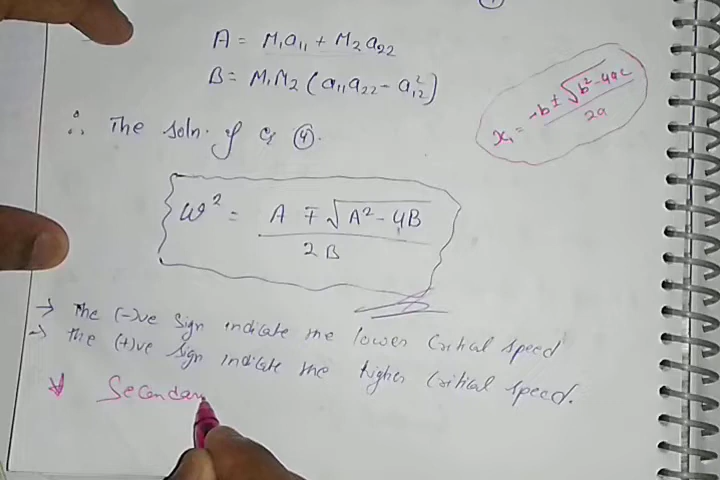 A = M₁a₁₁ + M₂a₂₂
B = M₁M₂ (a₁₁a₂₂ - a₁₂²)
x₁ = -b ± √b²-4ac / 2a
∴ The soln. of eq ④.
ω² = A ∓ √A² - 4B / 2B
→ The (-)ve sign indicate the lower critical speed
→ The (+)ve sign indicate the higher critical speed.
Secondary